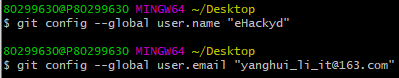 80299630@P80299630 MINGW64 ~/Desktop
$ git config --global user.name "eHackyd"
80299630@P80299630 MINGW64 ~/Desktop
$ git config --global user.email "yanghui_li_it@163.com"